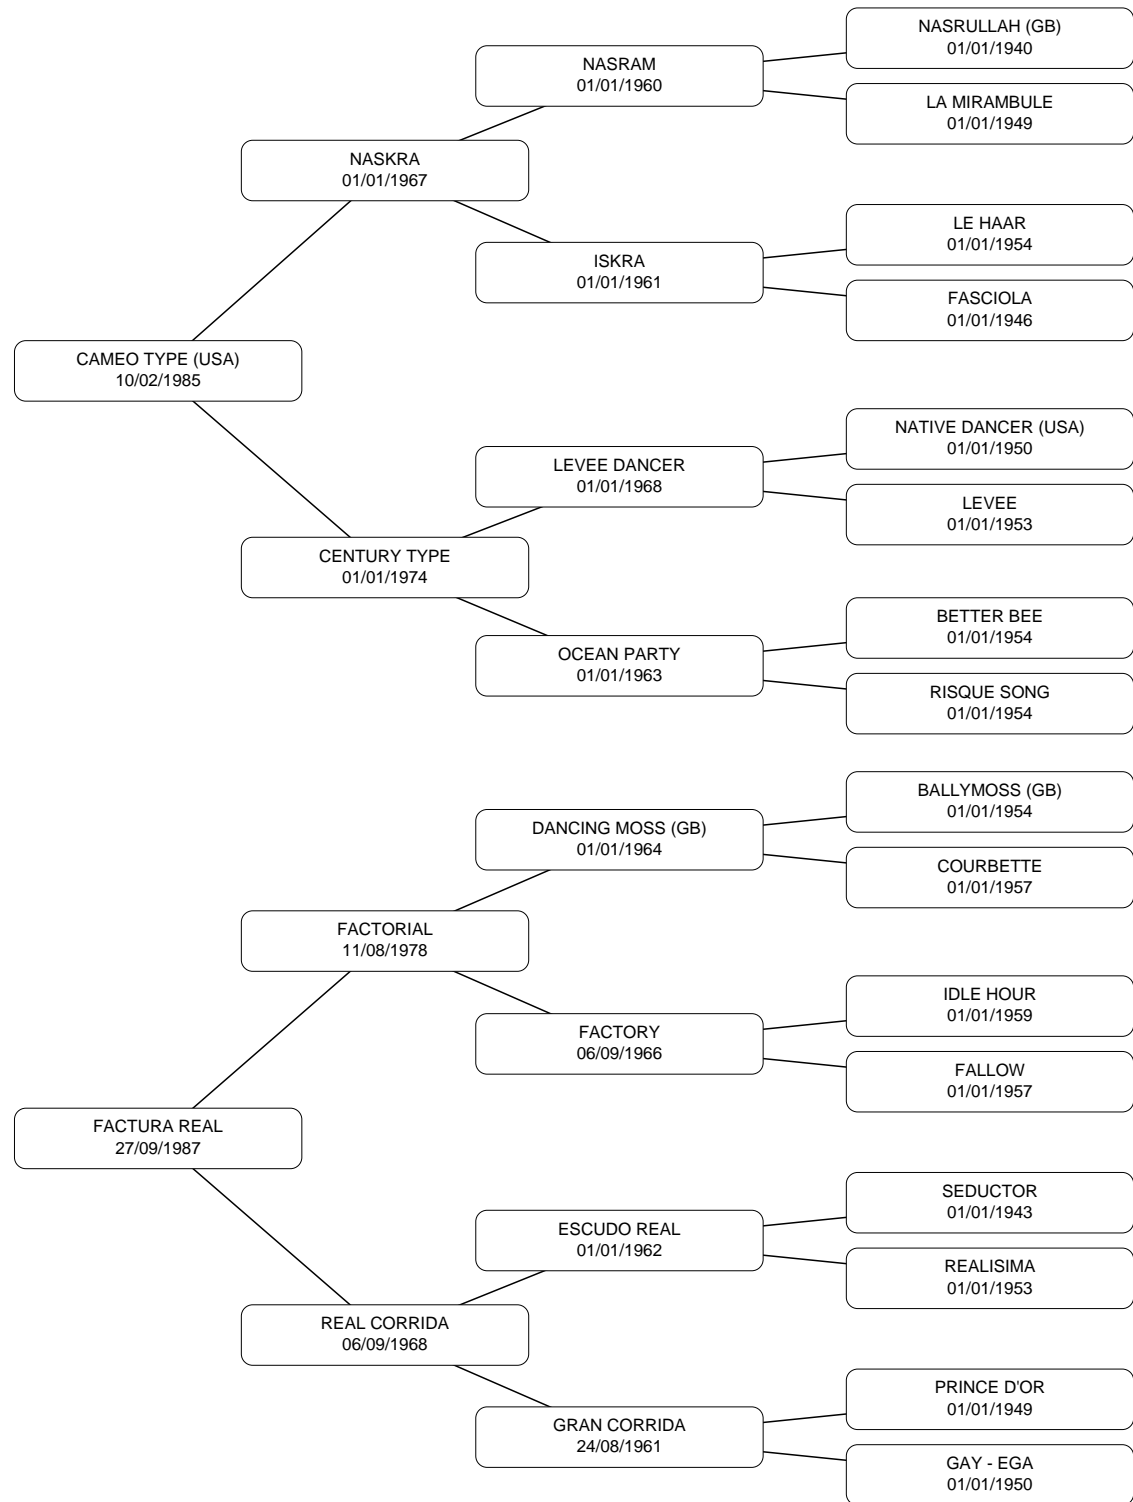 NASRULLAH (GB)
01/01/1940
NASRAM
01/01/1960
LA MIRAMBULE
01/01/1949
NASKRA
01/01/1967
LE HAAR
01/01/1954
ISKRA
01/01/1961
FASCIOLA
01/01/1946
CAMEO TYPE (USA)
10/02/1985
NATIVE DANCER (USA)
01/01/1950
LEVEE DANCER
01/01/1968
LEVEE
01/01/1953
CENTURY TYPE
01/01/1974
BETTER BEE
01/01/1954
OCEAN PARTY
01/01/1963
RISQUE SONG
01/01/1954
BALLYMOSS (GB)
01/01/1954
DANCING MOSS (GB)
01/01/1964
COURBETTE
01/01/1957
FACTORIAL
11/08/1978
IDLE HOUR
01/01/1959
FACTORY
06/09/1966
FALLOW
01/01/1957
FACTURA REAL
27/09/1987
SEDUCTOR
01/01/1943
ESCUDO REAL
01/01/1962
REALISIMA
01/01/1953
REAL CORRIDA
06/09/1968
PRINCE D'OR
01/01/1949
GRAN CORRIDA
24/08/1961
GAY - EGA
01/01/1950